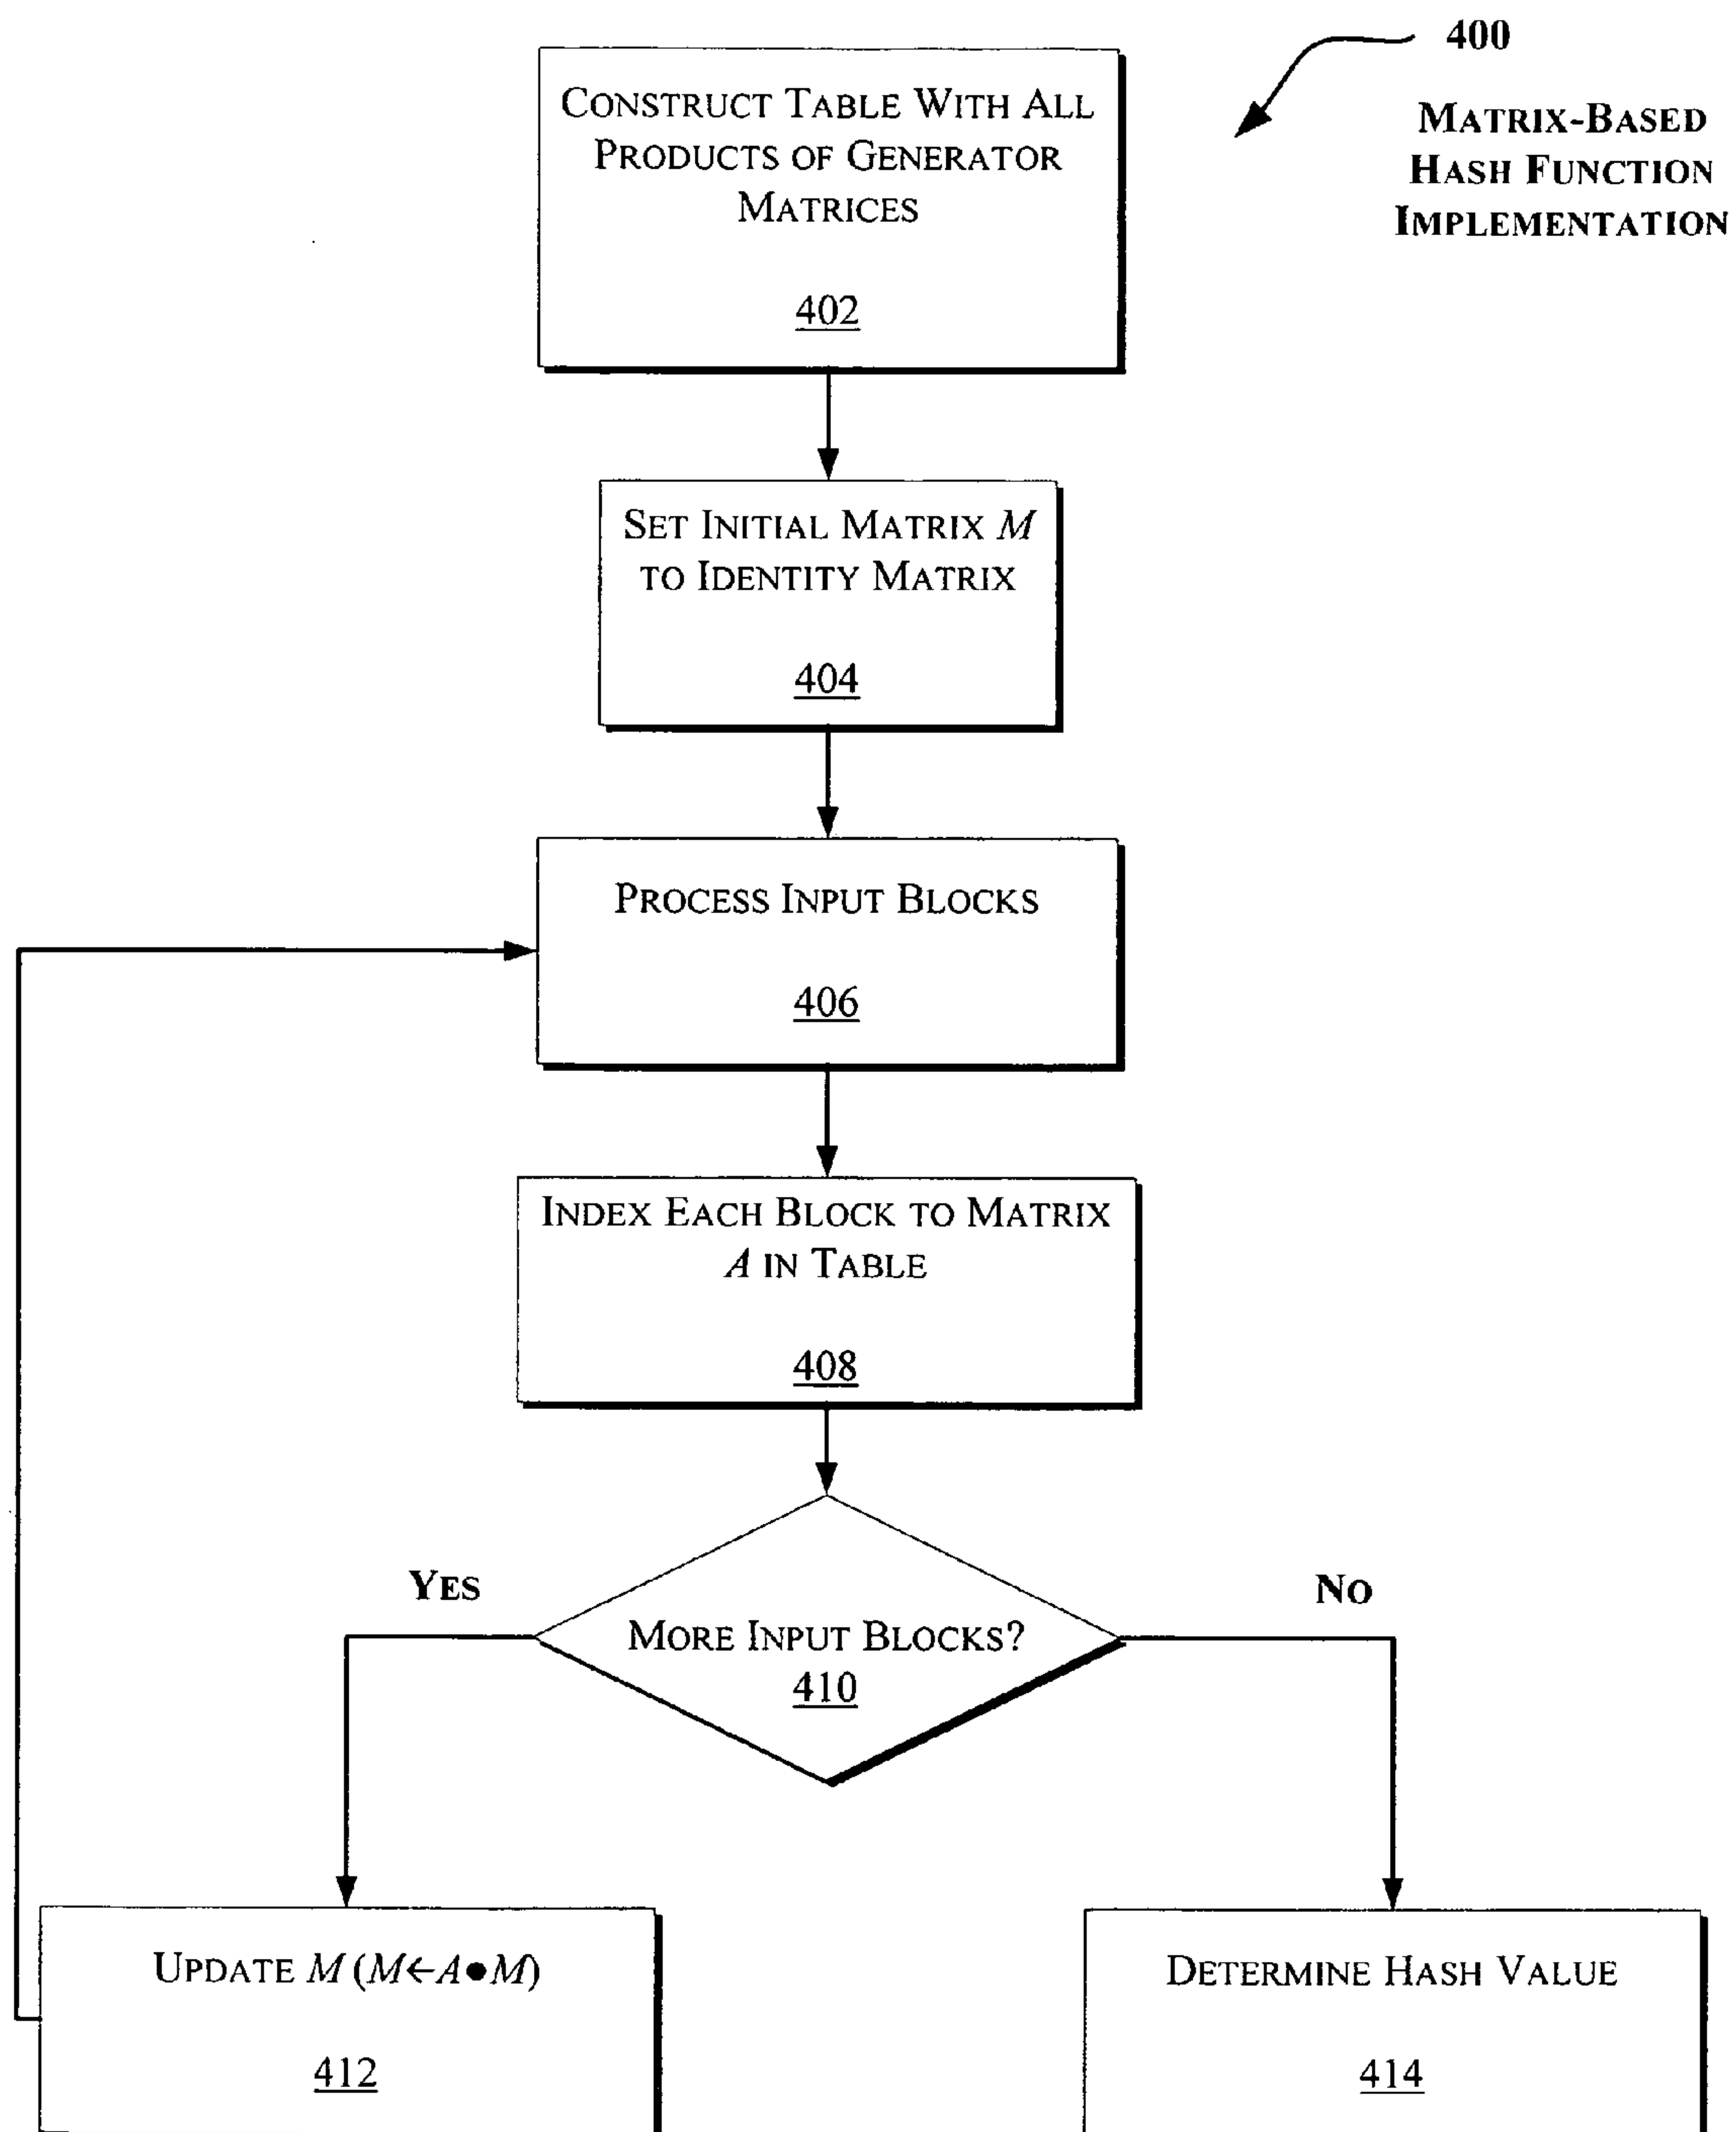 400
MATRIX-BASED
HASH FUNCTION
IMPLEMENTATION
CONSTRUCT TABLE WITH ALL
PRODUCTS OF GENERATOR
MATRICES
402
SET INITIAL MATRIX M
TO IDENTITY MATRIX
404
PROCESS INPUT BLOCKS
406
INDEX EACH BLOCK TO MATRIX
A IN TABLE
408
YES
NO
MORE INPUT BLOCKS?
410
UPDATE M (M←A●M)
412
DETERMINE HASH VALUE
414